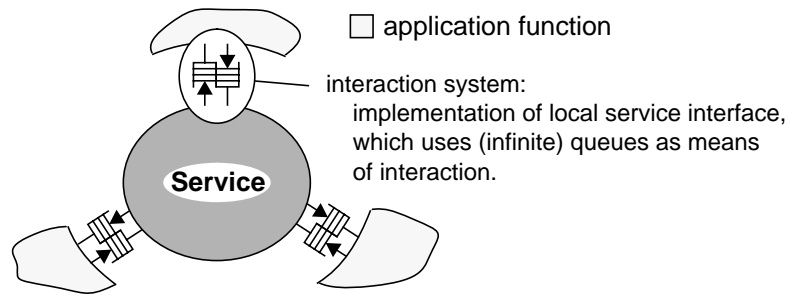 application function
interaction system:
implementation of local service interface,
which uses (infinite) queues as means
of interaction.
Service